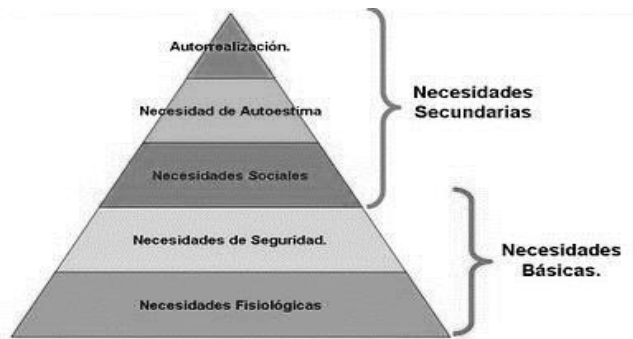 Autorrealización.
Necesidad de Autoestima
Necesidades Sociales
Necesidades de Seguridad.
Necesidades Fisiológicas
Necesidades
Secundarias
Necesidades
Básicas.